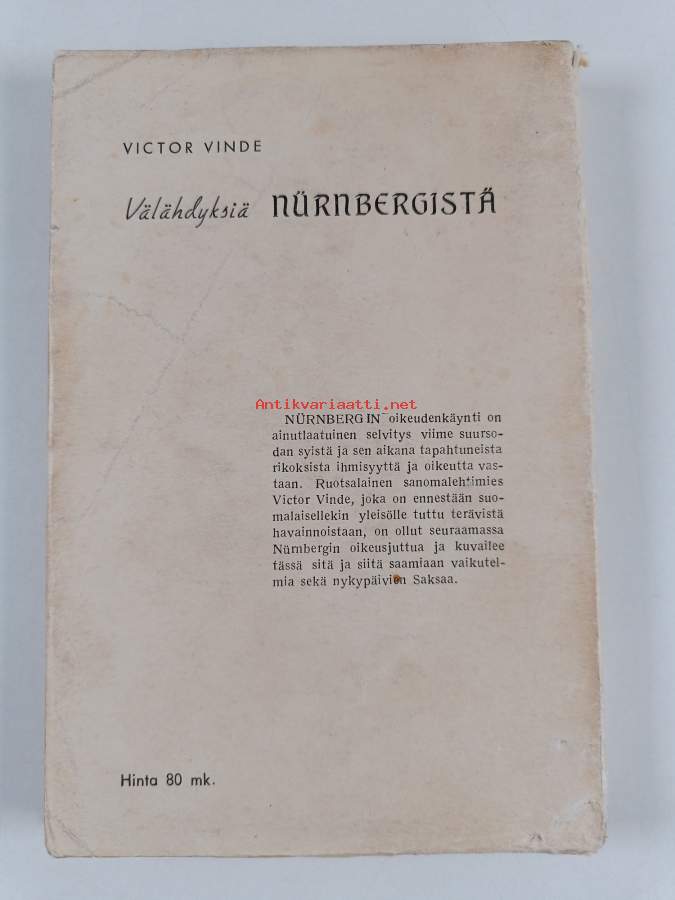 VICTOR VINDE
Välähdyksiä NÜRNBERGISTÄ
Antikvariaatti.net
NÜRNBERGIN oikeudenkäynti on
ainutlaatuinen selvitys viime suurso-
dan syistä ja sen aikana tapahtuneista
rikoksista ihmisyyttä ja oikeutta vas-
taan. Ruotsalainen sanomalehtimies
Victor Vinde, joka on ennestään suo-
malaisellekin yleisölle tuttu terävistä
havainnoistaan, on ollut seuraamassa
Nürnbergin oikeusjuttua ja kuvailee
tässä sitä ja siitä saamiaan vaikutel-
mia sekä nykypäivien Saksaa.
Hinta 80 mk.